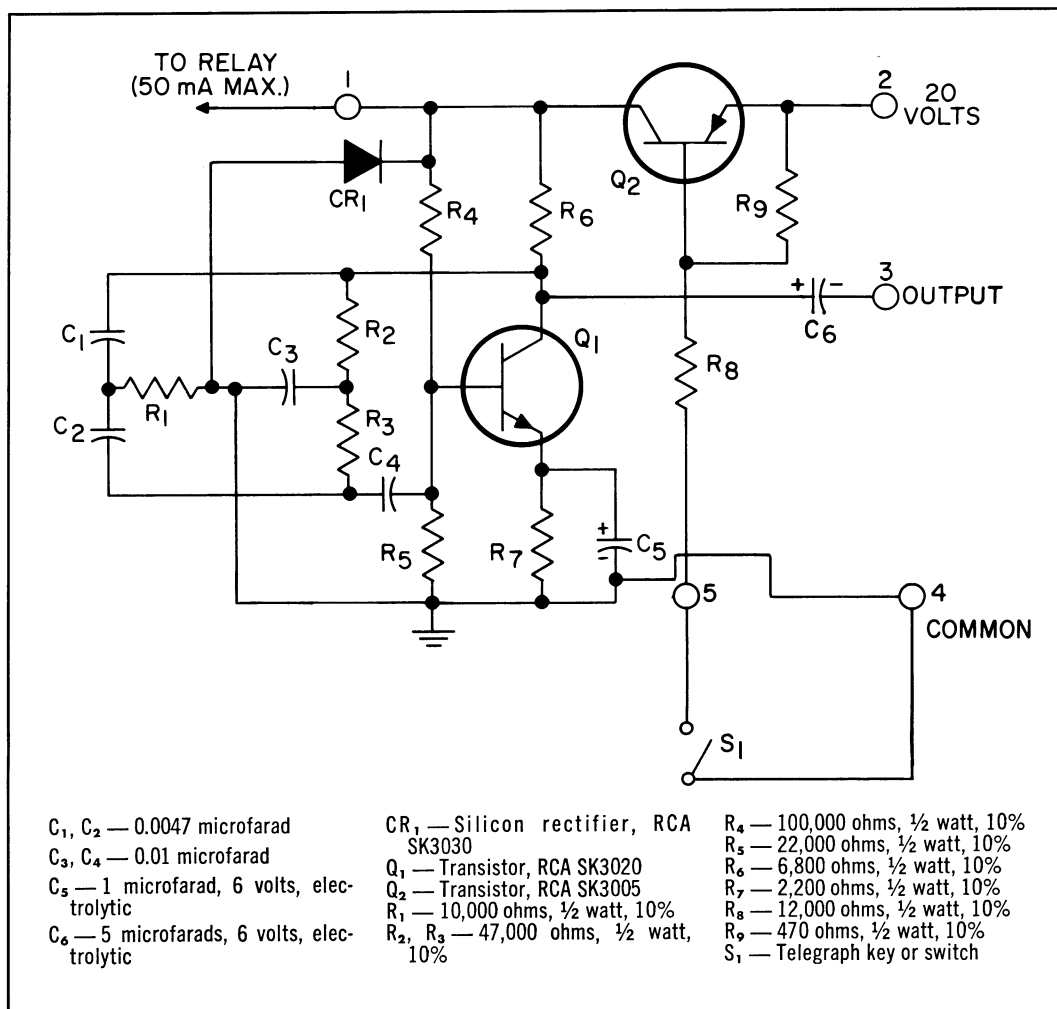 TO RELAY
(50 mA MAX.)
1
2
20
VOLTS
CR1
R4
R6
Q2
R9
3
OUTPUT
C6
+ -
C1
R2
Q1
C3
R8
R1
R3
C2
C4
R5
R7
+
-
C5
5
4
COMMON
S1
C₁, C₂ — 0.0047 microfarad
C₃, C₄ — 0.01 microfarad
C₅ — 1 microfarad, 6 volts, elec-
trolytic
C₆ — 5 microfarads, 6 volts, elec-
trolytic
CR₁ — Silicon rectifier, RCA
SK3030
Q₁ — Transistor, RCA SK3020
Q₂ — Transistor, RCA SK3005
R₁ — 10,000 ohms, ½ watt, 10%
R₂, R₃ — 47,000 ohms, ½ watt,
10%
R₄ — 100,000 ohms, ½ watt, 10%
R₅ — 22,000 ohms, ½ watt, 10%
R₆ — 6,800 ohms, ½ watt, 10%
R₇ — 2,200 ohms, ½ watt, 10%
R₈ — 12,000 ohms, ½ watt, 10%
R₉ — 470 ohms, ½ watt, 10%
S₁ — Telegraph key or switch